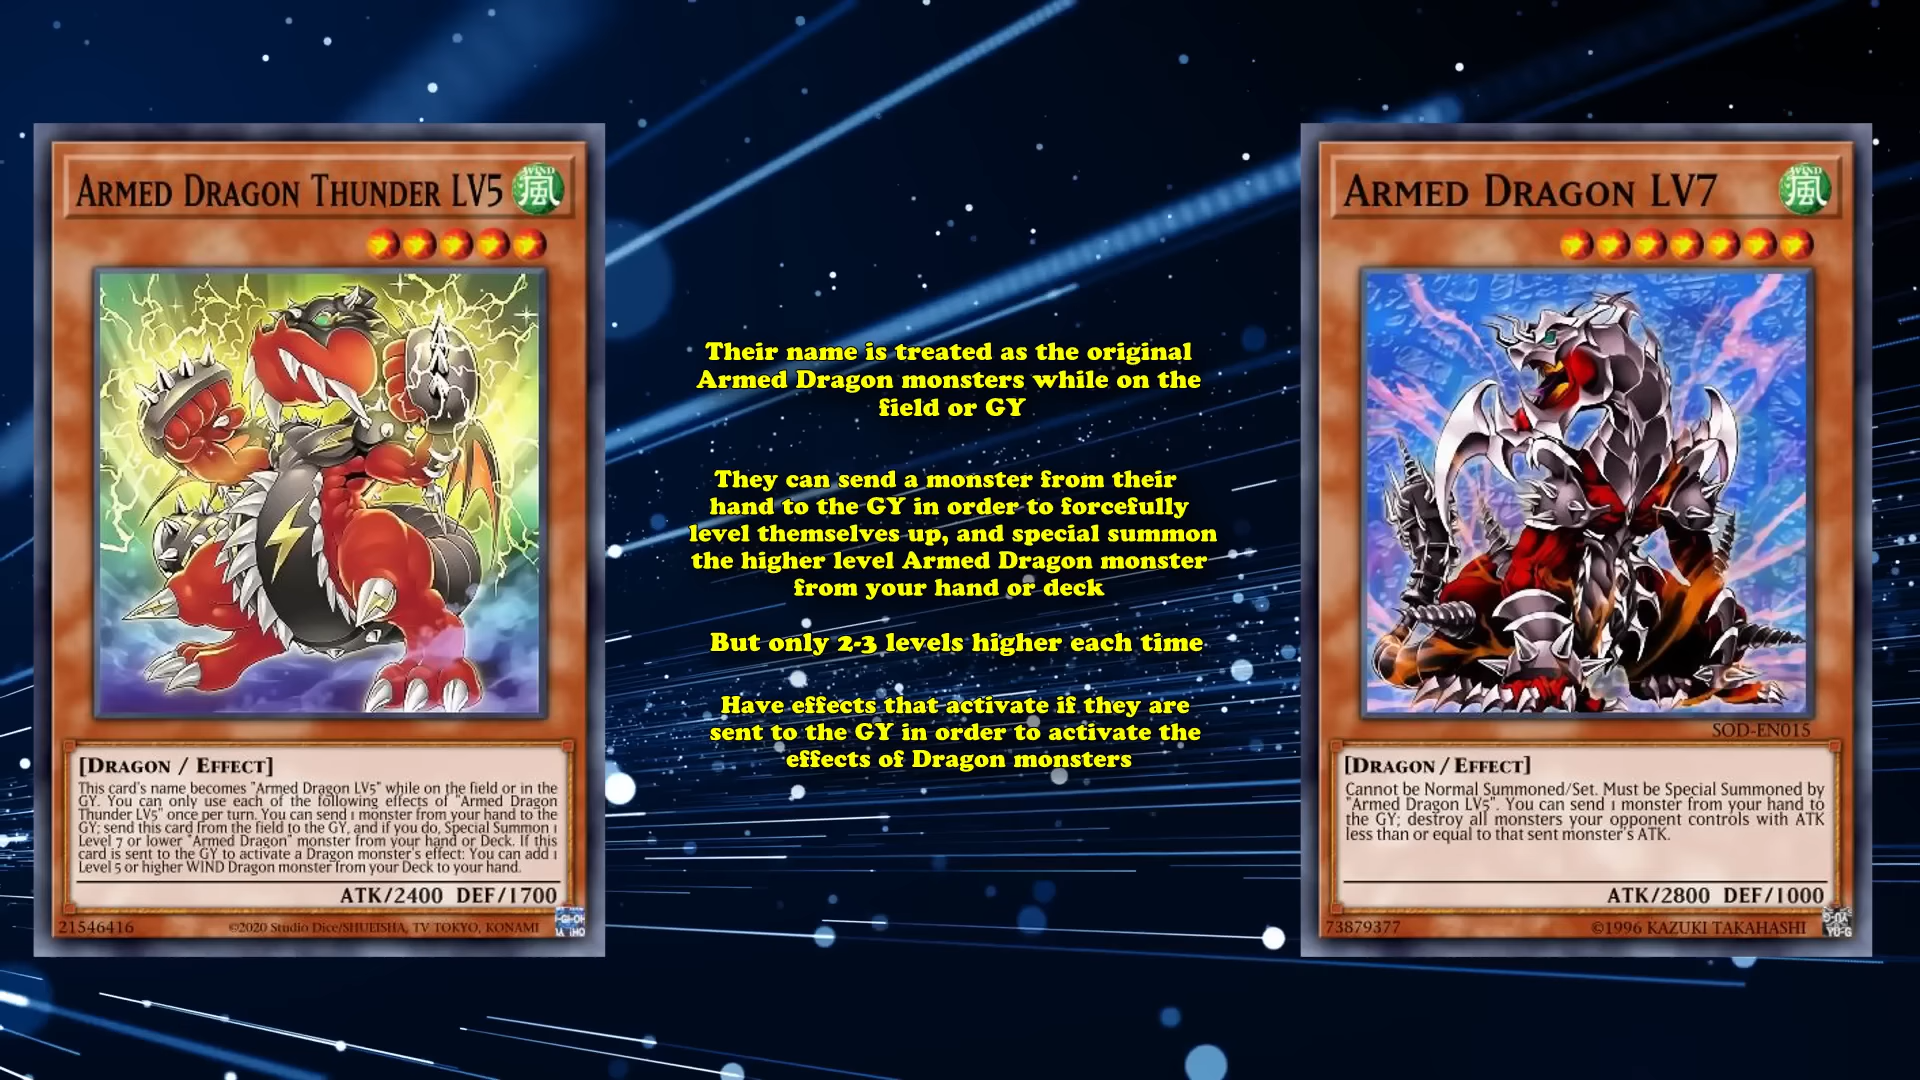 ARMED DRAGON THUNDER LV5
WIND
風
[DRAGON / EFFECT]
This card's name becomes "Armed Dragon LV5" while on the field or in the
GY. You can only use each of the following effects of "Armed Dragon
Thunder LV5" once per turn. You can send 1 monster from your hand to the
GY; send this card from the field to the GY, and if you do, Special Summon 1
Level 7 or lower "Armed Dragon" monster from your hand or Deck. If this
card is sent to the GY to activate a Dragon monster's effect: You can add 1
Level 5 or higher WIND Dragon monster from your Deck to your hand.
ATK/2400 DEF/1700
21546416
©2020 Studio Dice/SHUEISHA, TV TOKYO, KONAMI
Their name is treated as the original
Armed Dragon monsters while on the
field or GY
They can send a monster from their
hand to the GY in order to forcefully
level themselves up, and special summon
the higher level Armed Dragon monster
from your hand or deck
But only 2-3 levels higher each time
Have effects that activate if they are
sent to the GY in order to activate the
effects of Dragon monsters
ARMED DRAGON LV7
WIND
風
SOD-EN015
[DRAGON / EFFECT]
Cannot be Normal Summoned/Set. Must be Special Summoned by
"Armed Dragon LV5". You can send 1 monster from your hand to
the GY; destroy all monsters your opponent controls with ATK
less than or equal to that sent monster's ATK.
ATK/2800 DEF/1000
73879377
©1996 KAZUKI TAKAHASHI